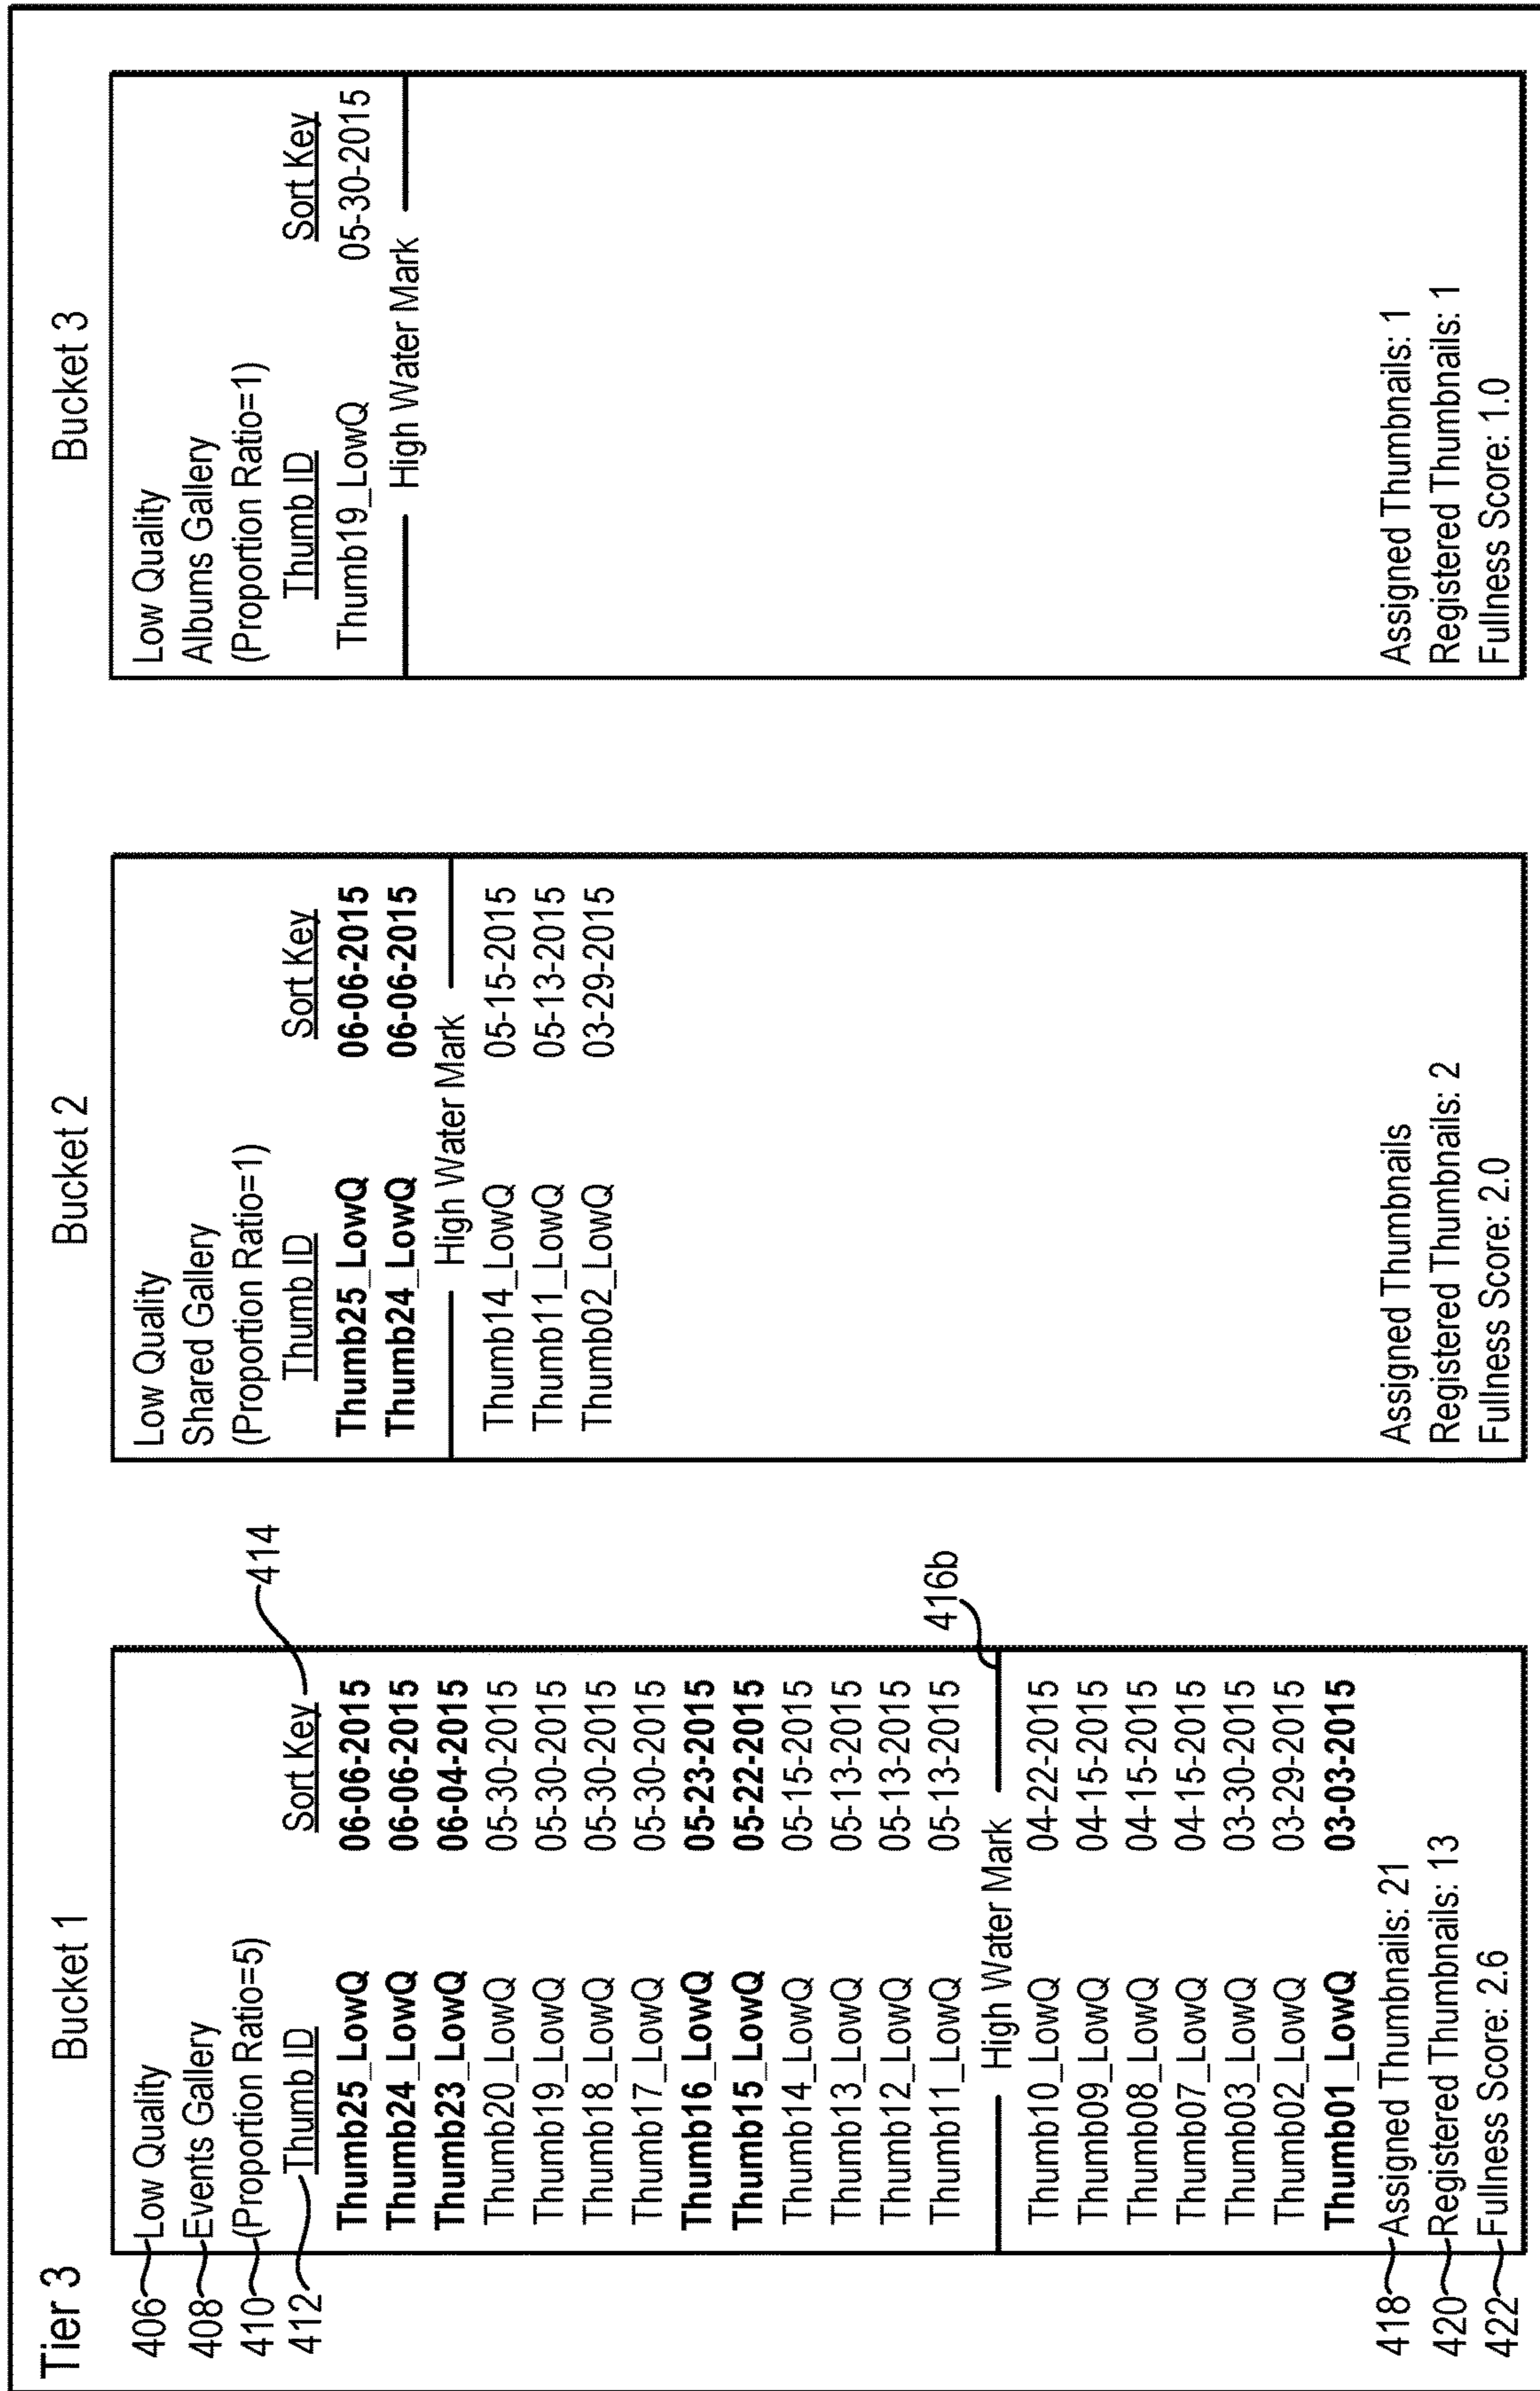 Tier 3
Bucket 1
406 Low Quality
408 Events Gallery
410 (Proportion Ratio=5)
412 Thumb ID Sort Key 414
Thumb25_LowQ 06-06-2015
Thumb24_LowQ 06-06-2015
Thumb23_LowQ 06-04-2015
Thumb20_LowQ 05-30-2015
Thumb19_LowQ 05-30-2015
Thumb18_LowQ 05-30-2015
Thumb17_LowQ 05-30-2015
Thumb16_LowQ 05-23-2015
Thumb15_LowQ 05-22-2015
Thumb14_LowQ 05-15-2015
Thumb13_LowQ 05-13-2015
Thumb12_LowQ 05-13-2015
Thumb11_LowQ 05-13-2015
High Water Mark 416b
Thumb10_LowQ 04-22-2015
Thumb09_LowQ 04-15-2015
Thumb08_LowQ 04-15-2015
Thumb07_LowQ 04-15-2015
Thumb03_LowQ 03-30-2015
Thumb02_LowQ 03-29-2015
Thumb01_LowQ 03-03-2015
418 Assigned Thumbnails: 21
420 Registered Thumbnails: 13
422 Fullness Score: 2.6
Bucket 2
Low Quality
Shared Gallery
(Proportion Ratio=1)
Thumb ID Sort Key
Thumb25_LowQ 06-06-2015
Thumb24_LowQ 06-06-2015
High Water Mark
Thumb14_LowQ 05-15-2015
Thumb11_LowQ 05-13-2015
Thumb02_LowQ 03-29-2015
Assigned Thumbnails
Registered Thumbnails: 2
Fullness Score: 2.0
Bucket 3
Low Quality
Albums Gallery
(Proportion Ratio=1)
Thumb ID Sort Key
Thumb19_LowQ 05-30-2015
High Water Mark
Assigned Thumbnails: 1
Registered Thumbnails: 1
Fullness Score: 1.0